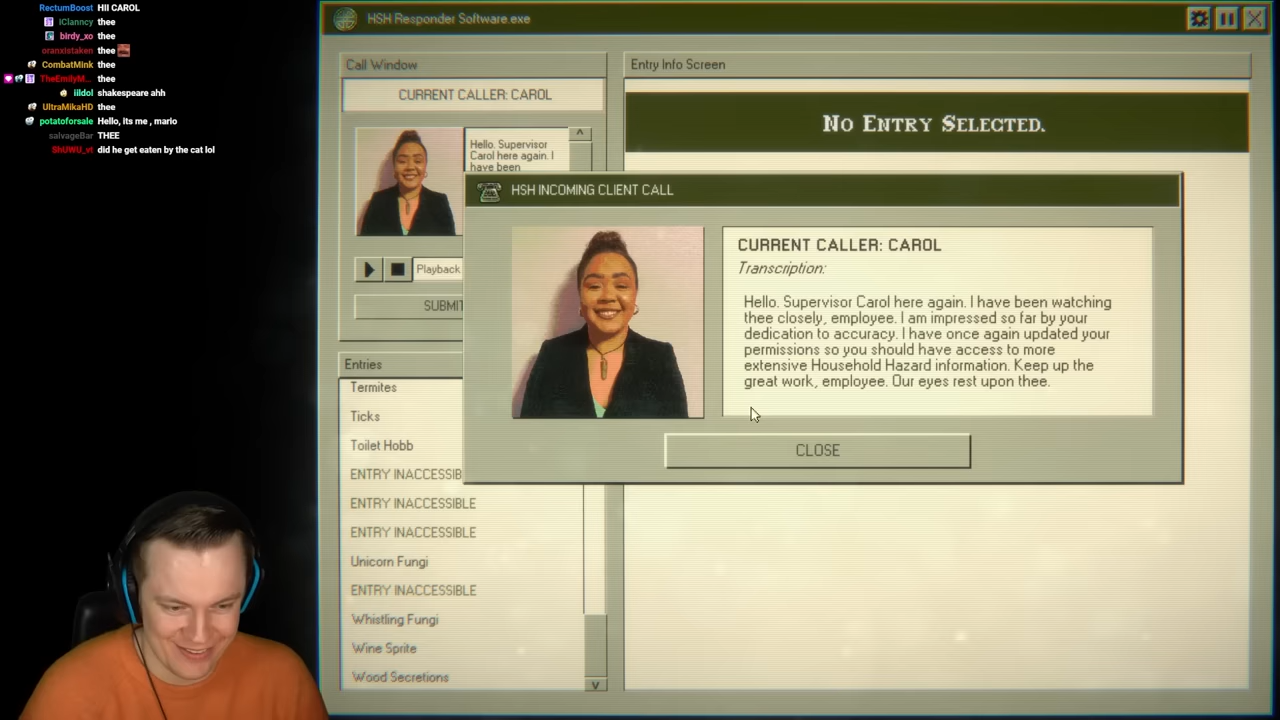 RectumBoost HII CAROL
iClanncy thee
birdy_xo thee
oranxistaken thee
CombatMink thee
TheEmilyM... thee
iildol shakespeare ahh
UltraMikaHD thee
potatoforsale Hello, its me , mario
salvageBar THEE
ShUWU_vt did he get eaten by the cat lol
HSH Responder Software.exe
Call Window
CURRENT CALLER: CAROL
Hello. Supervisor
Carol here again. I
have been
Playback
SUBMIT
Entries
Termites
Ticks
Toilet Hobb
ENTRY INACCESSIB
ENTRY INACCESSIBLE
ENTRY INACCESSIBLE
Unicorn Fungi
ENTRY INACCESSIBLE
Whistling Fungi
Wine Sprite
Wood Secretions
Entry Info Screen
No Entry Selected.
HSH INCOMING CLIENT CALL
CURRENT CALLER: CAROL
Transcription:
Hello. Supervisor Carol here again. I have been watching
thee closely, employee. I am impressed so far by your
dedication to accuracy. I have once again updated your
permissions so you should have access to more
extensive Household Hazard information. Keep up the
great work, employee. Our eyes rest upon thee.
CLOSE